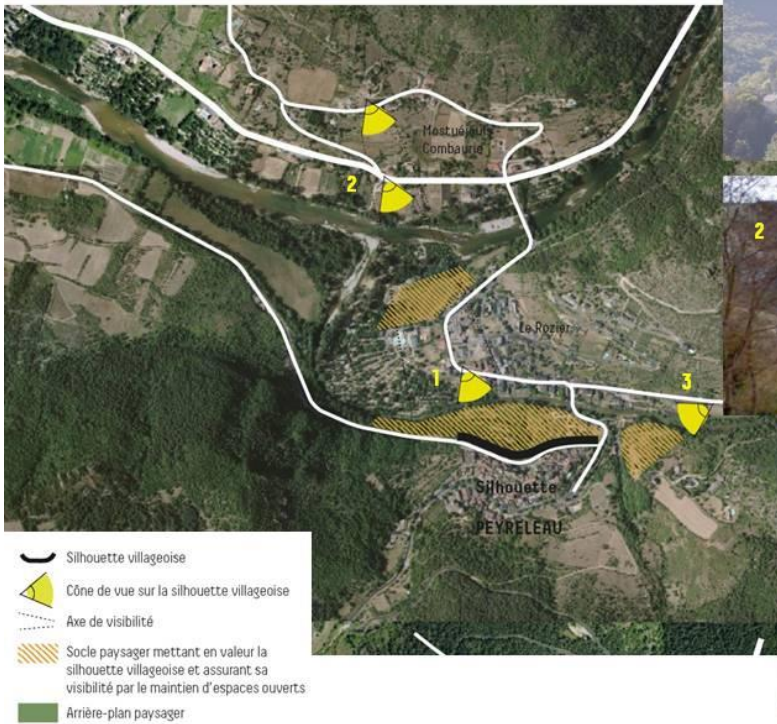 Mostuéjouls
Combaurie
2
2
Le Rozier
1
3
Silhouette
PEYRELEAU
Silhouette villageoise
Cône de vue sur la silhouette villageoise
Axe de visibilité
Socle paysager mettant en valeur la
silhouette villageoise et assurant sa
visibilité par le maintien d'espaces ouverts
Arrière-plan paysager